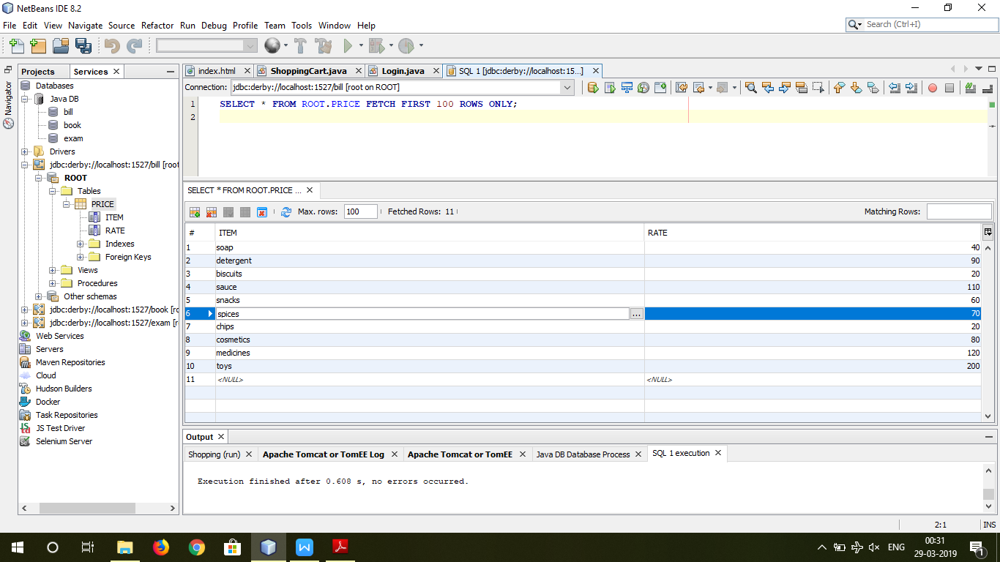 NetBeans IDE 8.2
File Edit View Navigate Source Refactor Run Debug Profile Team Tools Window Help
Search (Ctrl+I)
Navigator
Projects Services
Databases
Java DB
bill
book
exam
Drivers
jdbc:derby://localhost:1527/bill [root
ROOT
Tables
PRICE
ITEM
RATE
Indexes
Foreign Keys
Views
Procedures
Other schemas
jdbc:derby://localhost:1527/book [ro
jdbc:derby://localhost:1527/exam [r
Web Services
Servers
Maven Repositories
Cloud
Hudson Builders
Docker
Task Repositories
JS Test Driver
Selenium Server
index.html ShoppingCart.java Login.java SQL 1 [jdbc:derby://localhost:15...]
Connection: jdbc:derby://localhost:1527/bill [root on ROOT]
1 SELECT * FROM ROOT.PRICE FETCH FIRST 100 ROWS ONLY;
2
SELECT * FROM ROOT.PRICE ...
Max. rows: 100 Fetched Rows: 11 Matching Rows:
# ITEM RATE
1 soap 40
2 detergent 90
3 biscuits 20
4 sauce 110
5 snacks 60
6 spices ... 70
7 chips 20
8 cosmetics 80
9 medicines 120
10 toys 200
11 <NULL> <NULL>
Output
Shopping (run) Apache Tomcat or TomEE Log Apache Tomcat or TomEE Java DB Database Process SQL 1 execution
Execution finished after 0.608 s, no errors occurred.
2:1 INS
ENG 00:31
29-03-2019
1